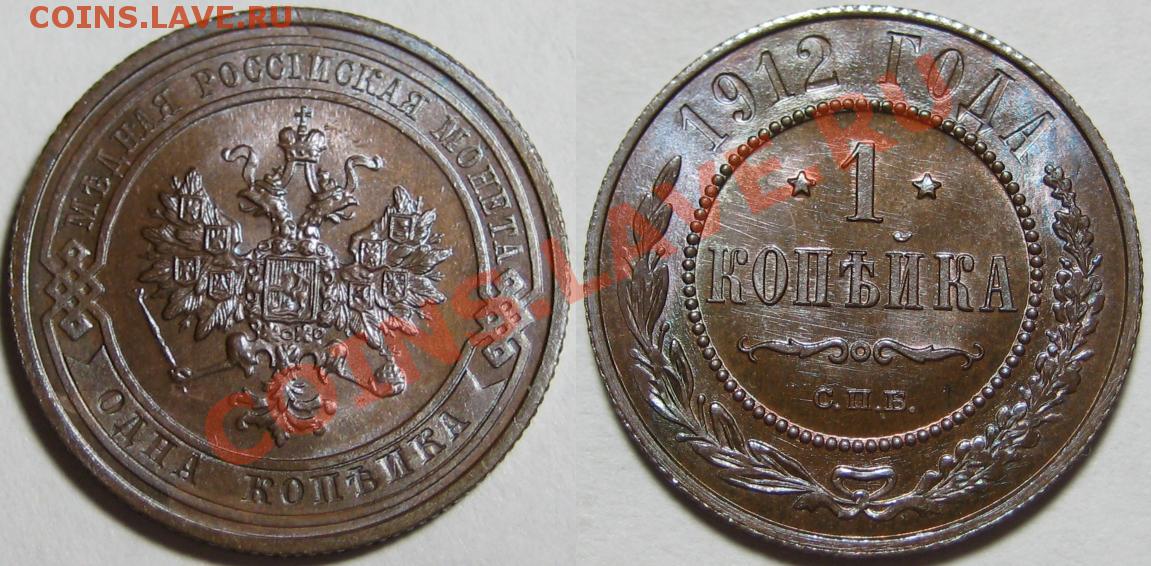 COINS.LAVE.RU
МѢДНАЯ РОССІЙСКАЯ МОНЕТА
ОДНА КОПѢЙКА
1912 ГОДА
1
КОПѢЙКА
С.П.Б.
COINS.LAVE.RU